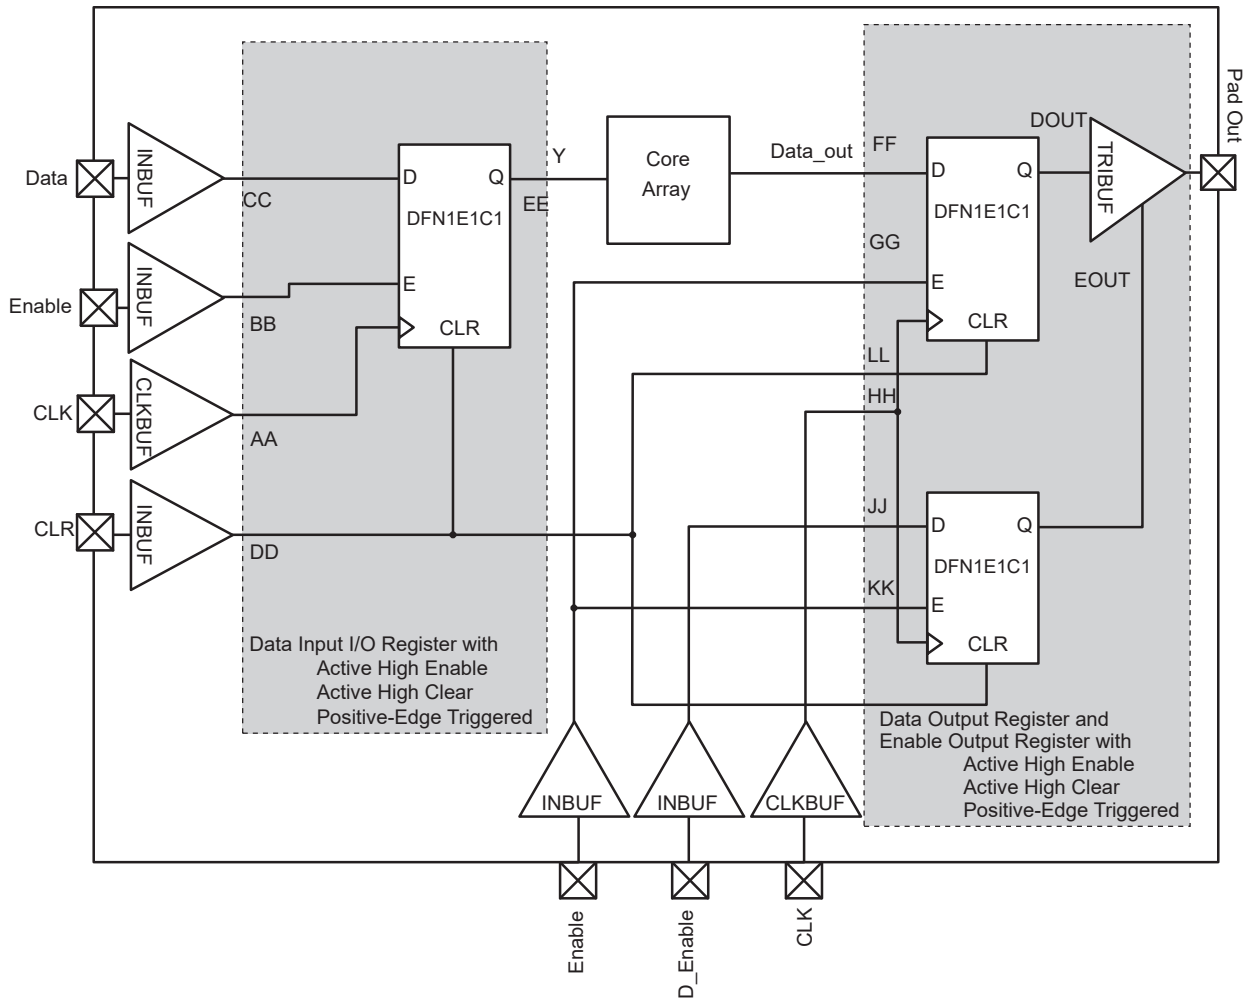 Pad Out
DOUT
Data
INBUF
CC
D
Q
DFN1E1C1
E
CLR
Y
EE
Core
Array
Data_out
FF
D
Q
DFN1E1C1
GG
E
CLR
TRIBUF
EOUT
Enable
INBUF
BB
CLK
CLKBUF
AA
LL
HH
CLR
INBUF
DD
JJ
D
Q
DFN1E1C1
KK
E
CLR
Data Input I/O Register with
Active High Enable
Active High Clear
Positive-Edge Triggered
Data Output Register and
Enable Output Register with
Active High Enable
Active High Clear
Positive-Edge Triggered
INBUF
INBUF
CLKBUF
Enable
D_Enable
CLK